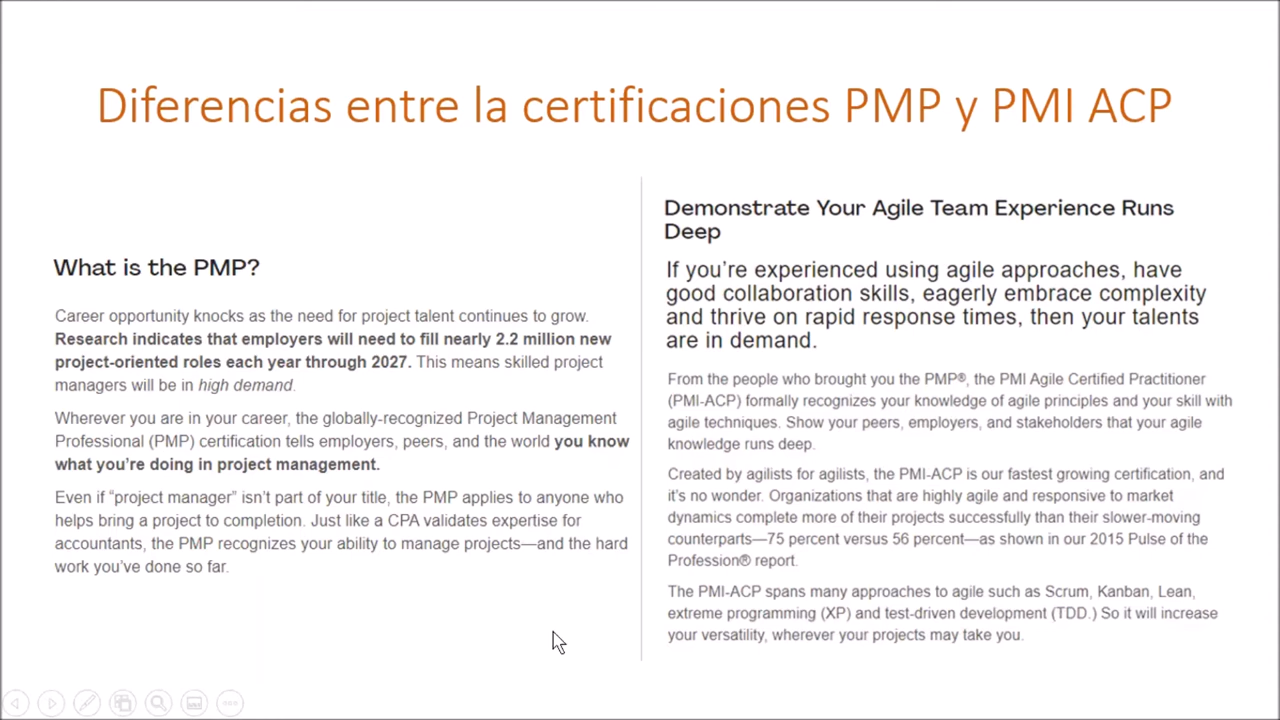 Diferencias entre la certificaciones PMP y PMI ACP
What is the PMP?
Career opportunity knocks as the need for project talent continues to grow.
Research indicates that employers will need to fill nearly 2.2 million new
project-oriented roles each year through 2027. This means skilled project
managers will be in high demand.
Wherever you are in your career, the globally-recognized Project Management
Professional (PMP) certification tells employers, peers, and the world you know
what you're doing in project management.
Even if “project manager” isn't part of your title, the PMP applies to anyone who
helps bring a project to completion. Just like a CPA validates expertise for
accountants, the PMP recognizes your ability to manage projects—and the hard
work you've done so far.
Demonstrate Your Agile Team Experience Runs
Deep
If you're experienced using agile approaches, have
good collaboration skills, eagerly embrace complexity
and thrive on rapid response times, then your talents
are in demand.
From the people who brought you the PMP®, the PMI Agile Certified Practitioner
(PMI-ACP) formally recognizes your knowledge of agile principles and your skill with
agile techniques. Show your peers, employers, and stakeholders that your agile
knowledge runs deep.
Created by agilists for agilists, the PMI-ACP is our fastest growing certification, and
it's no wonder. Organizations that are highly agile and responsive to market
dynamics complete more of their projects successfully than their slower-moving
counterparts—75 percent versus 56 percent—as shown in our 2015 Pulse of the
Profession® report.
The PMI-ACP spans many approaches to agile such as Scrum, Kanban, Lean,
extreme programming (XP) and test-driven development (TDD.) So it will increase
your versatility, wherever your projects may take you.